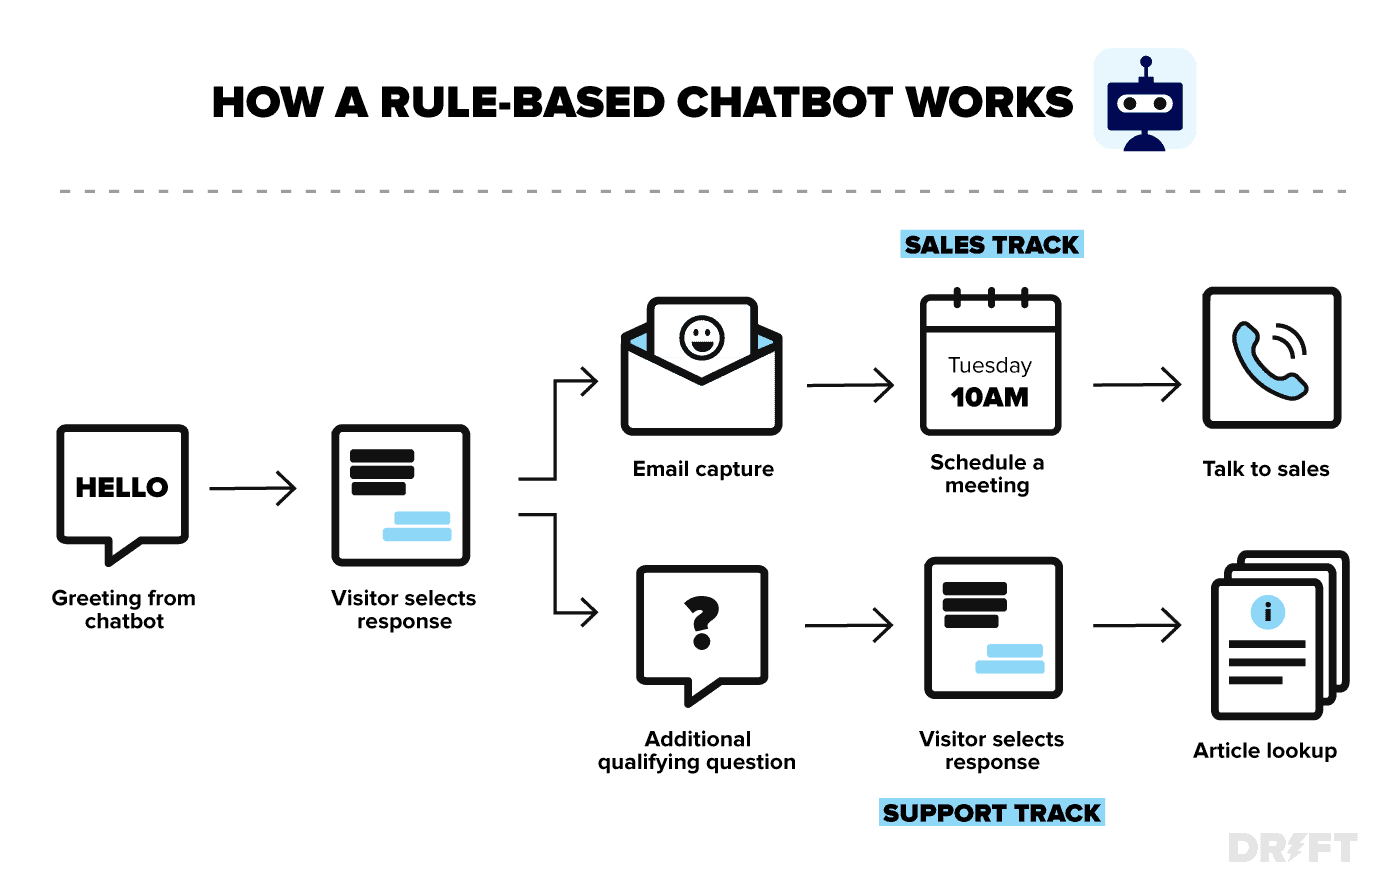 HOW A RULE-BASED CHATBOT WORKS
SALES TRACK
Tuesday
10AM
Email capture
Schedule a
meeting
Talk to sales
HELLO
Greeting from
chatbot
Visitor selects
response
?
Additional
qualifying question
Visitor selects
response
i
Article lookup
SUPPORT TRACK
DRIFT